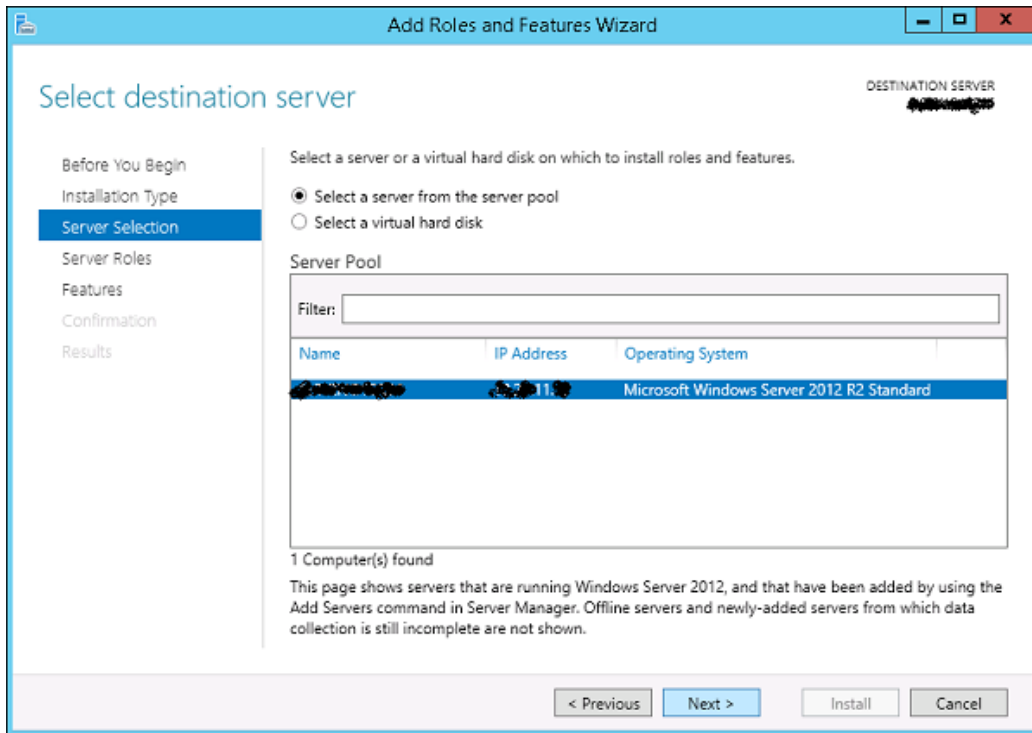 Add Roles and Features Wizard
Select destination server
DESTINATION SERVER
Before You Begin
Installation Type
Server Selection
Server Roles
Features
Confirmation
Results
Select a server or a virtual hard disk on which to install roles and features.
Select a server from the server pool
Select a virtual hard disk
Server Pool
Filter:
Name IP Address Operating System
11. Microsoft Windows Server 2012 R2 Standard
1 Computer(s) found
This page shows servers that are running Windows Server 2012, and that have been added by using the
Add Servers command in Server Manager. Offline servers and newly-added servers from which data
collection is still incomplete are not shown.
< Previous Next > Install Cancel